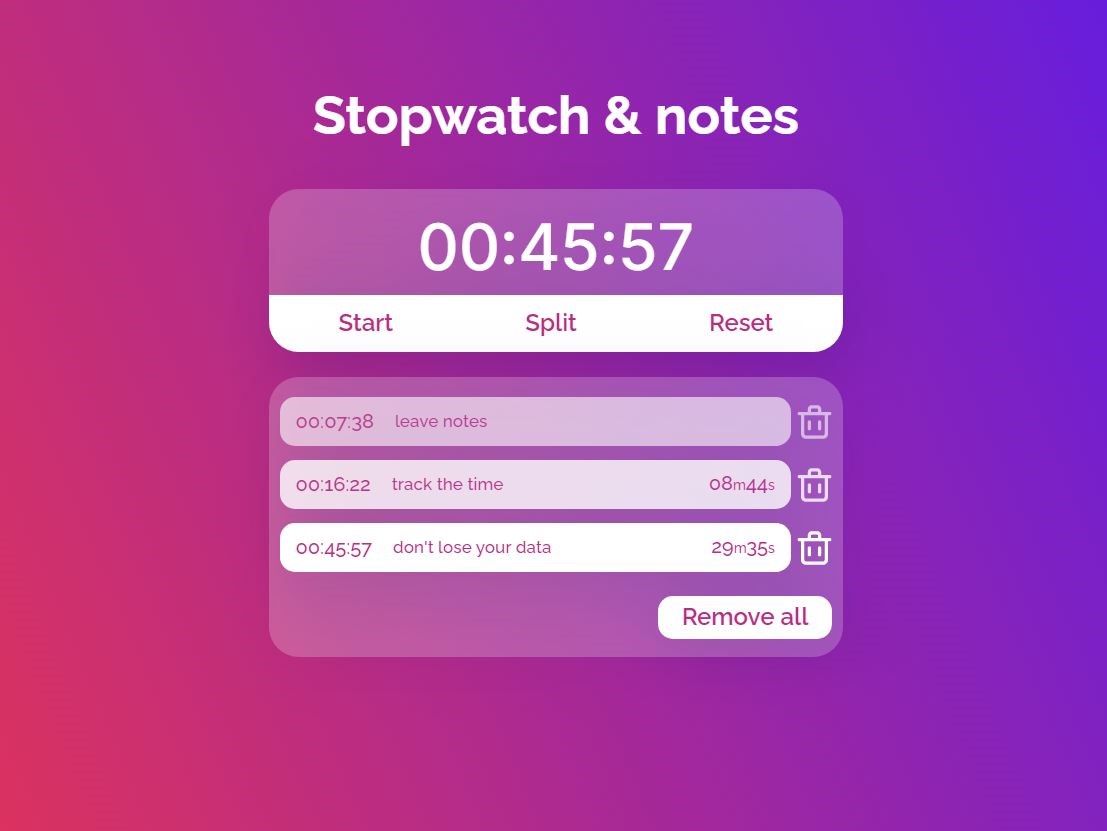 Stopwatch & notes
00:45:57
Start Split Reset
00:07:38 leave notes
00:16:22 track the time 08m44s
00:45:57 don't lose your data 29m35s
Remove all